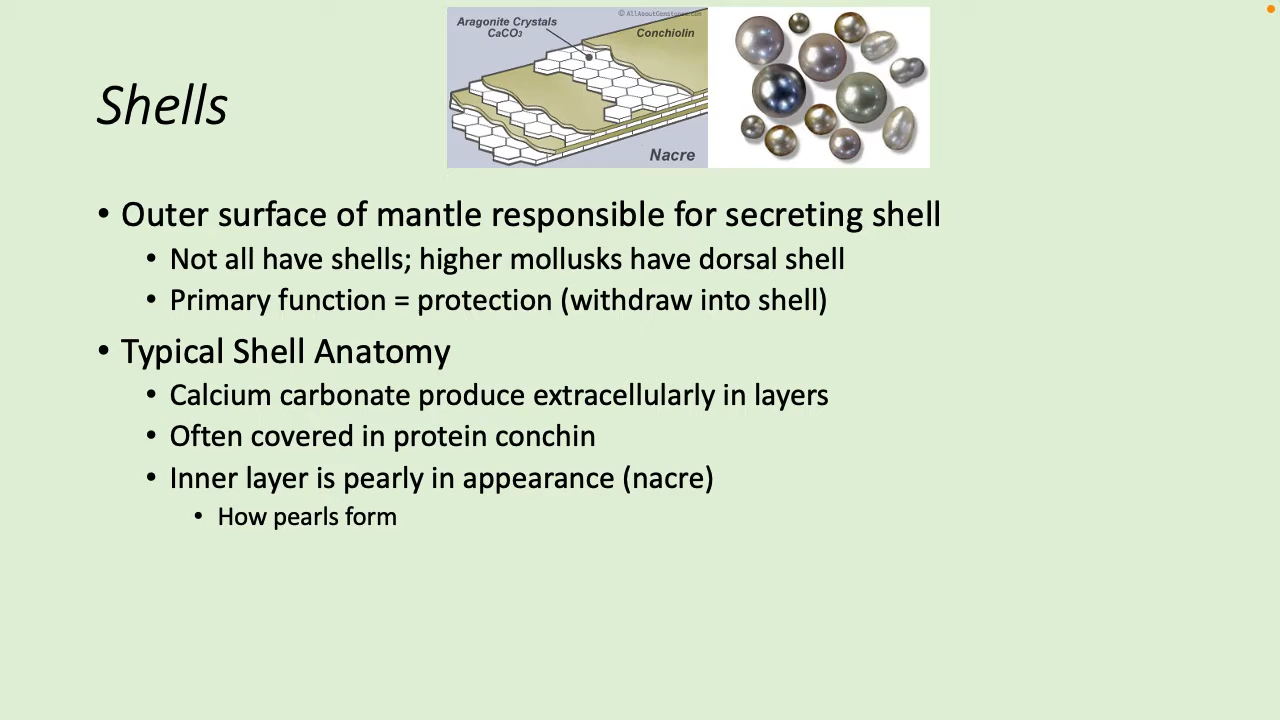 © AllAboutGemstones.com
Aragonite Crystals
CaCO3
Conchiolin
Nacre
Shells
• Outer surface of mantle responsible for secreting shell
• Not all have shells; higher mollusks have dorsal shell
• Primary function = protection (withdraw into shell)
• Typical Shell Anatomy
• Calcium carbonate produce extracellularly in layers
• Often covered in protein conchin
• Inner layer is pearly in appearance (nacre)
• How pearls form